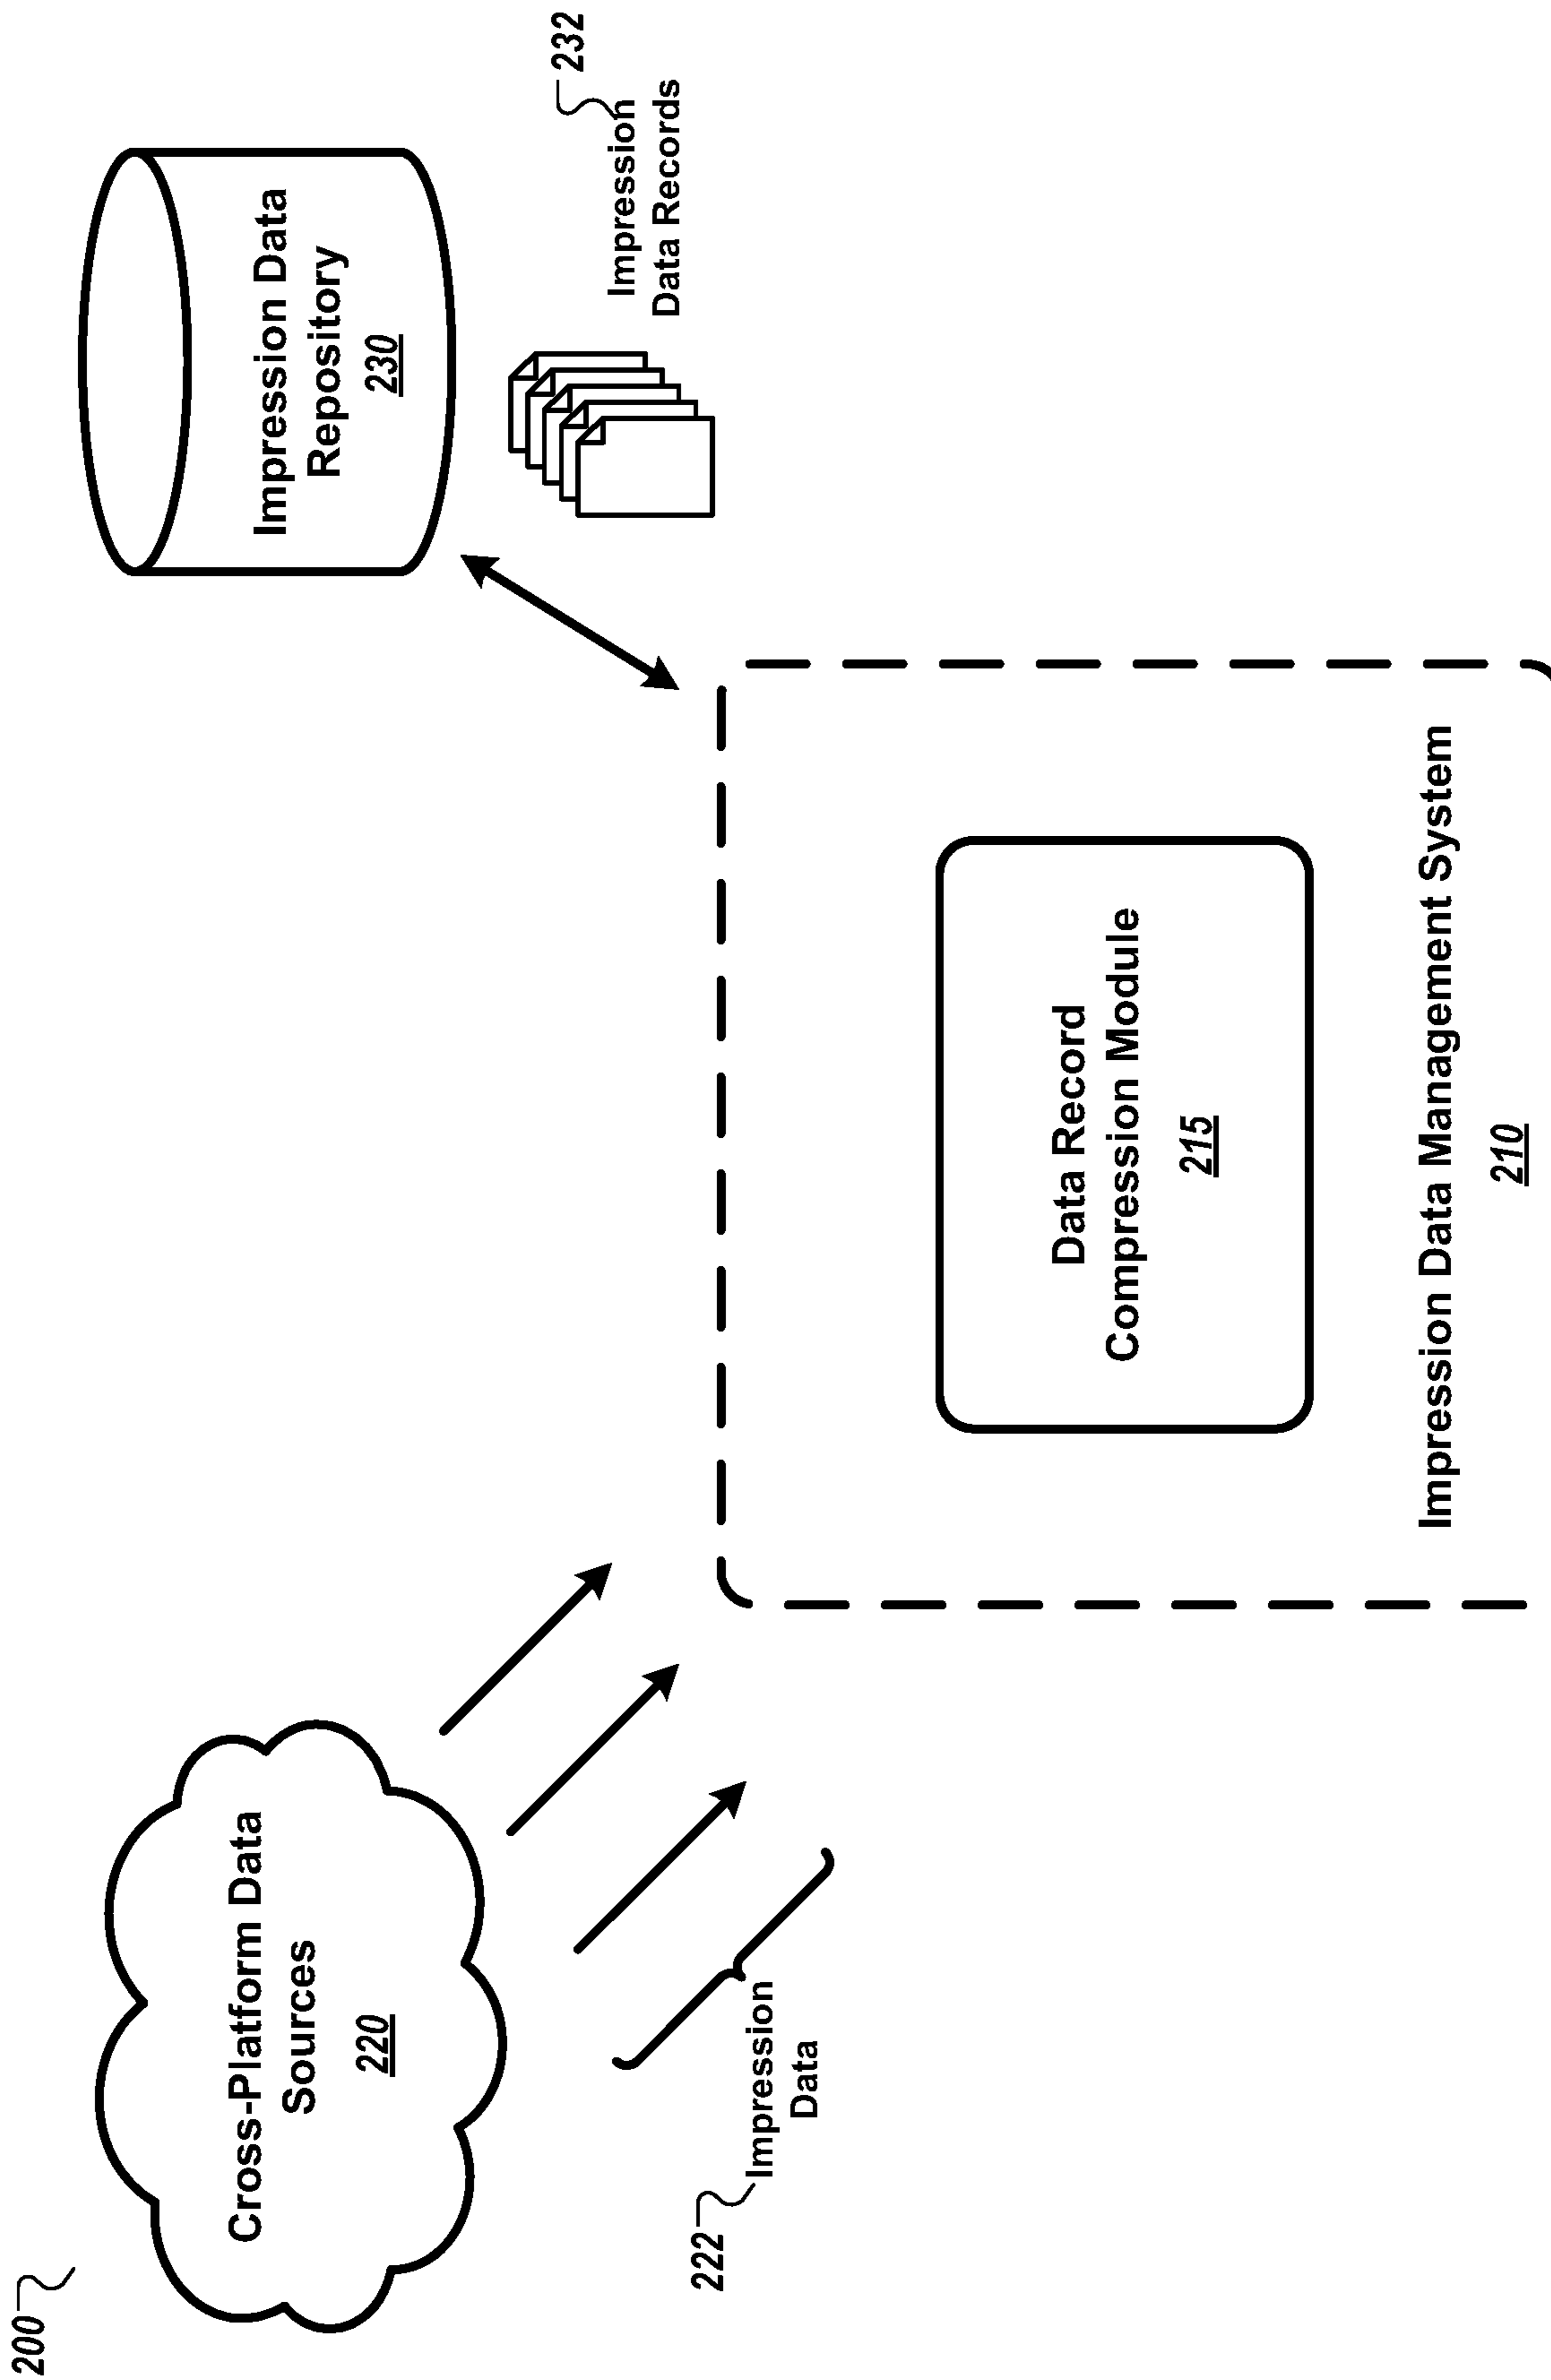 200
Cross-Platform Data
Sources
220
222
Impression
Data
Impression Data
Repository
230
232
Impression
Data Records
Data Record
Compression Module
215
Impression Data Management System
210